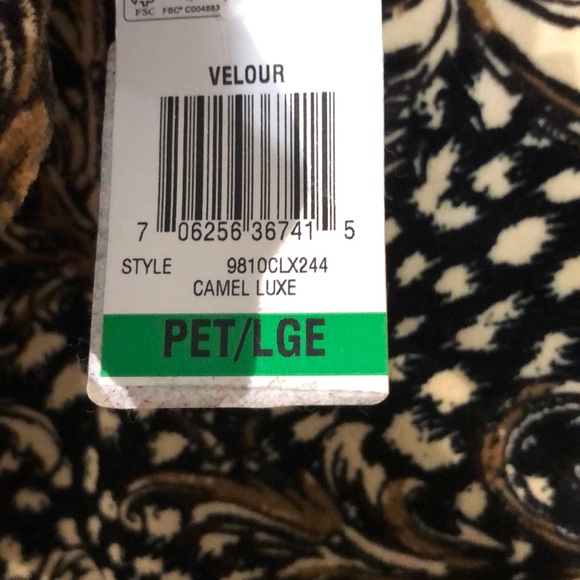 FSC FSC® C004883
VELOUR
7 06256 36741 5
STYLE 9810CLX244
CAMEL LUXE
PET/LGE